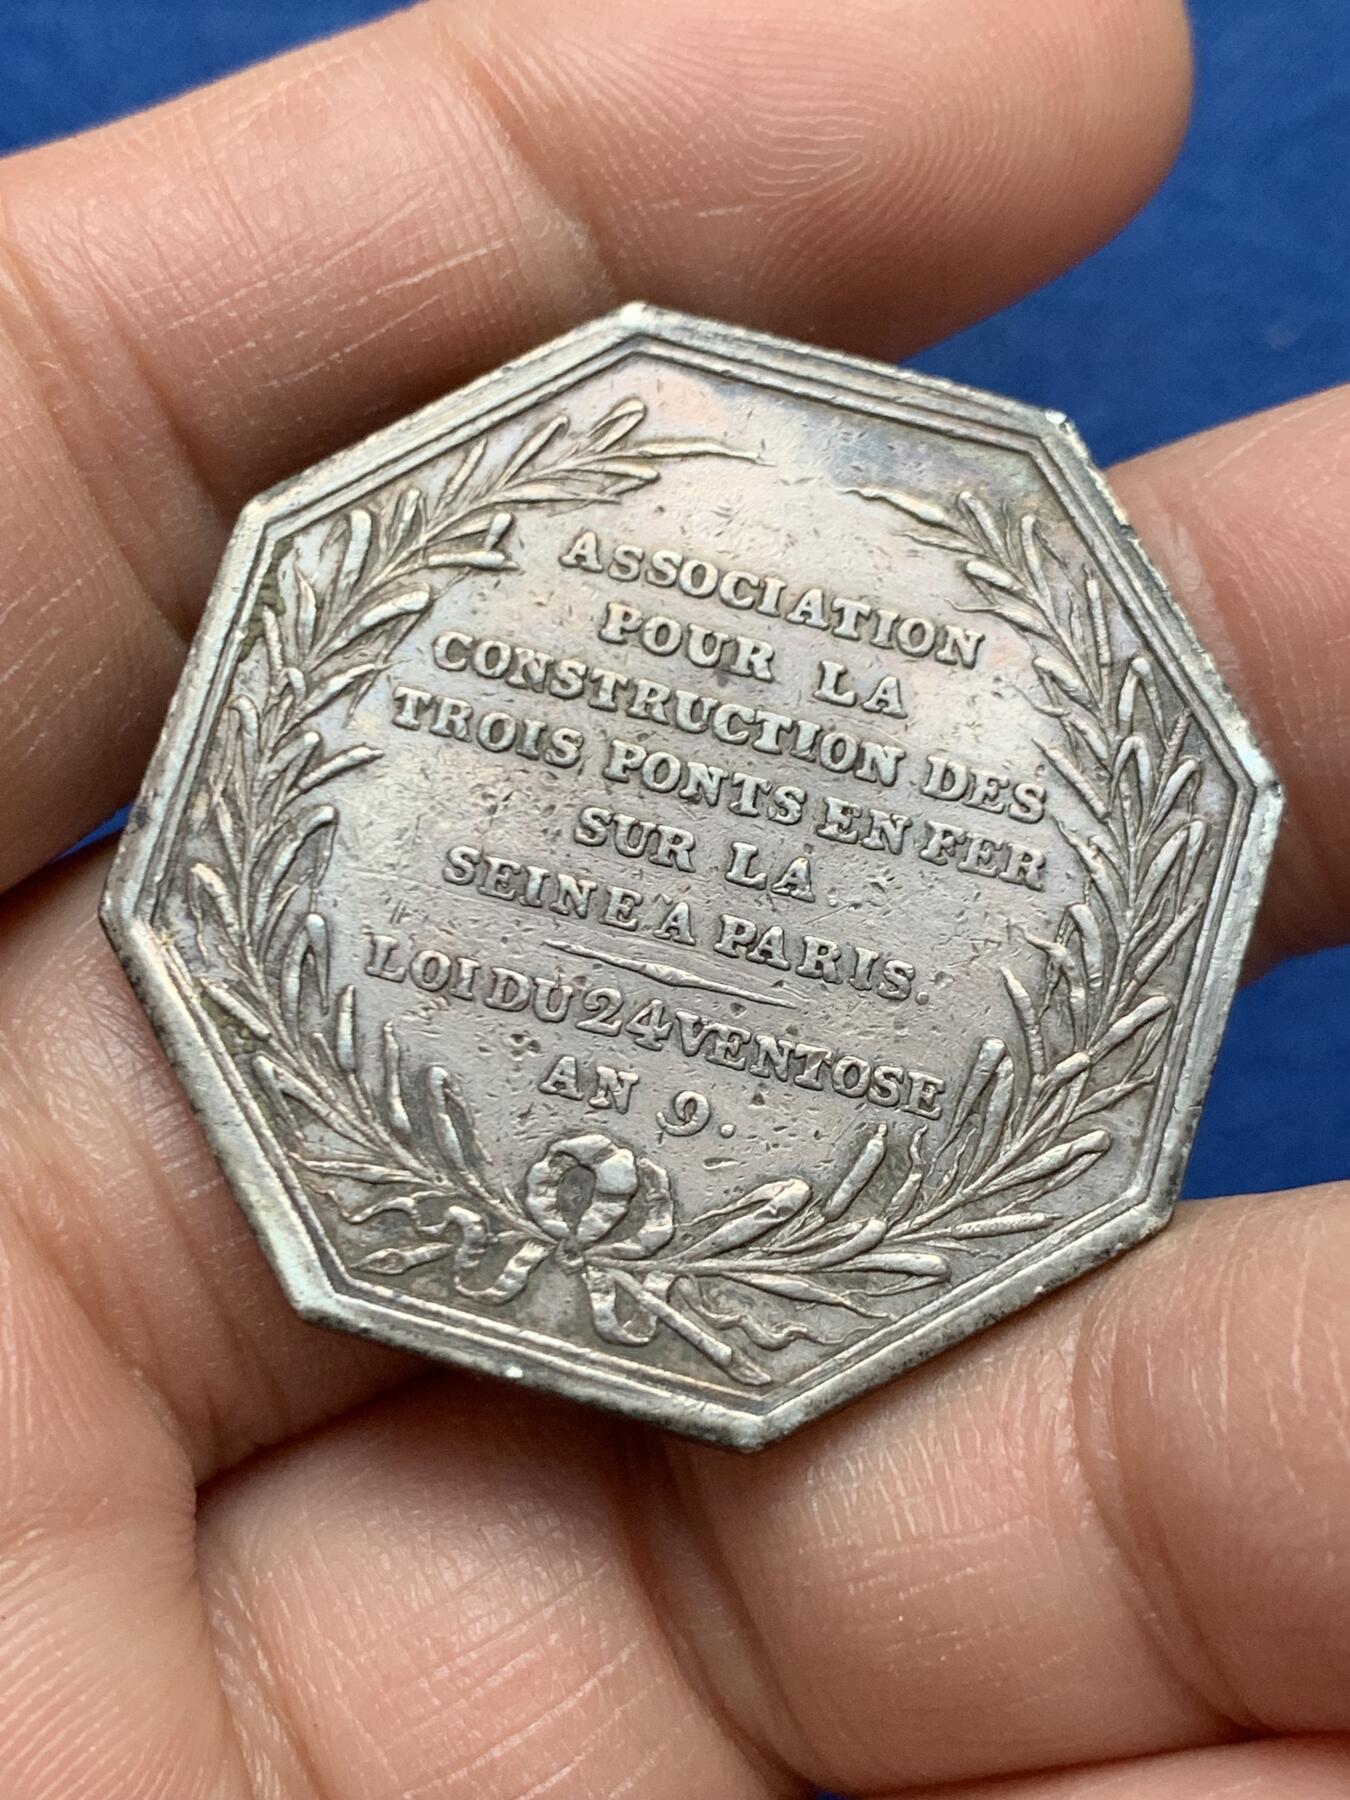 ASSOCIATION
POUR LA
CONSTRUCTION DES
TROIS PONTS EN FER
SUR LA
SEINE A PARIS.
LOI DU 24 VENTOSE
AN 9.